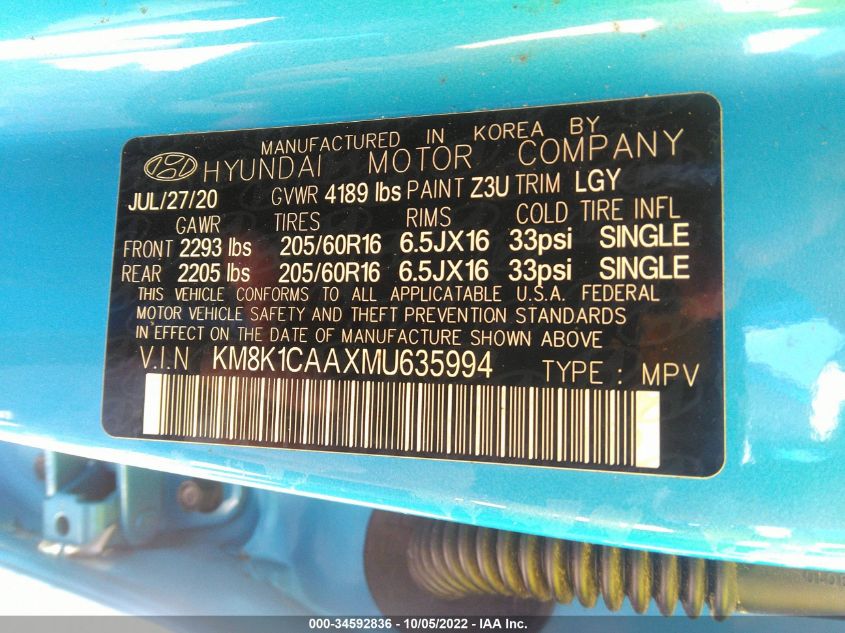 MANUFACTURED IN KOREA BY
HYUNDAI MOTOR COMPANY
JUL/27/20 GVWR 4189 lbs PAINT Z3U TRIM LGY
GAWR TIRES RIMS COLD TIRE INFL
FRONT 2293 lbs 205/60R16 6.5JX16 33psi SINGLE
REAR 2205 lbs 205/60R16 6.5JX16 33psi SINGLE
THIS VEHICLE CONFORMS TO ALL APPLICATABLE U.S.A. FEDERAL
MOTOR VEHICLE SAFETY AND THEFT PREVENTION STANDARDS
IN EFFECT ON THE DATE OF MANUFACTURE SHOWN ABOVE
V.I.N KM8K1CAAXMU635994 TYPE : MPV
000-34592836 - 10/05/2022 - IAA Inc.